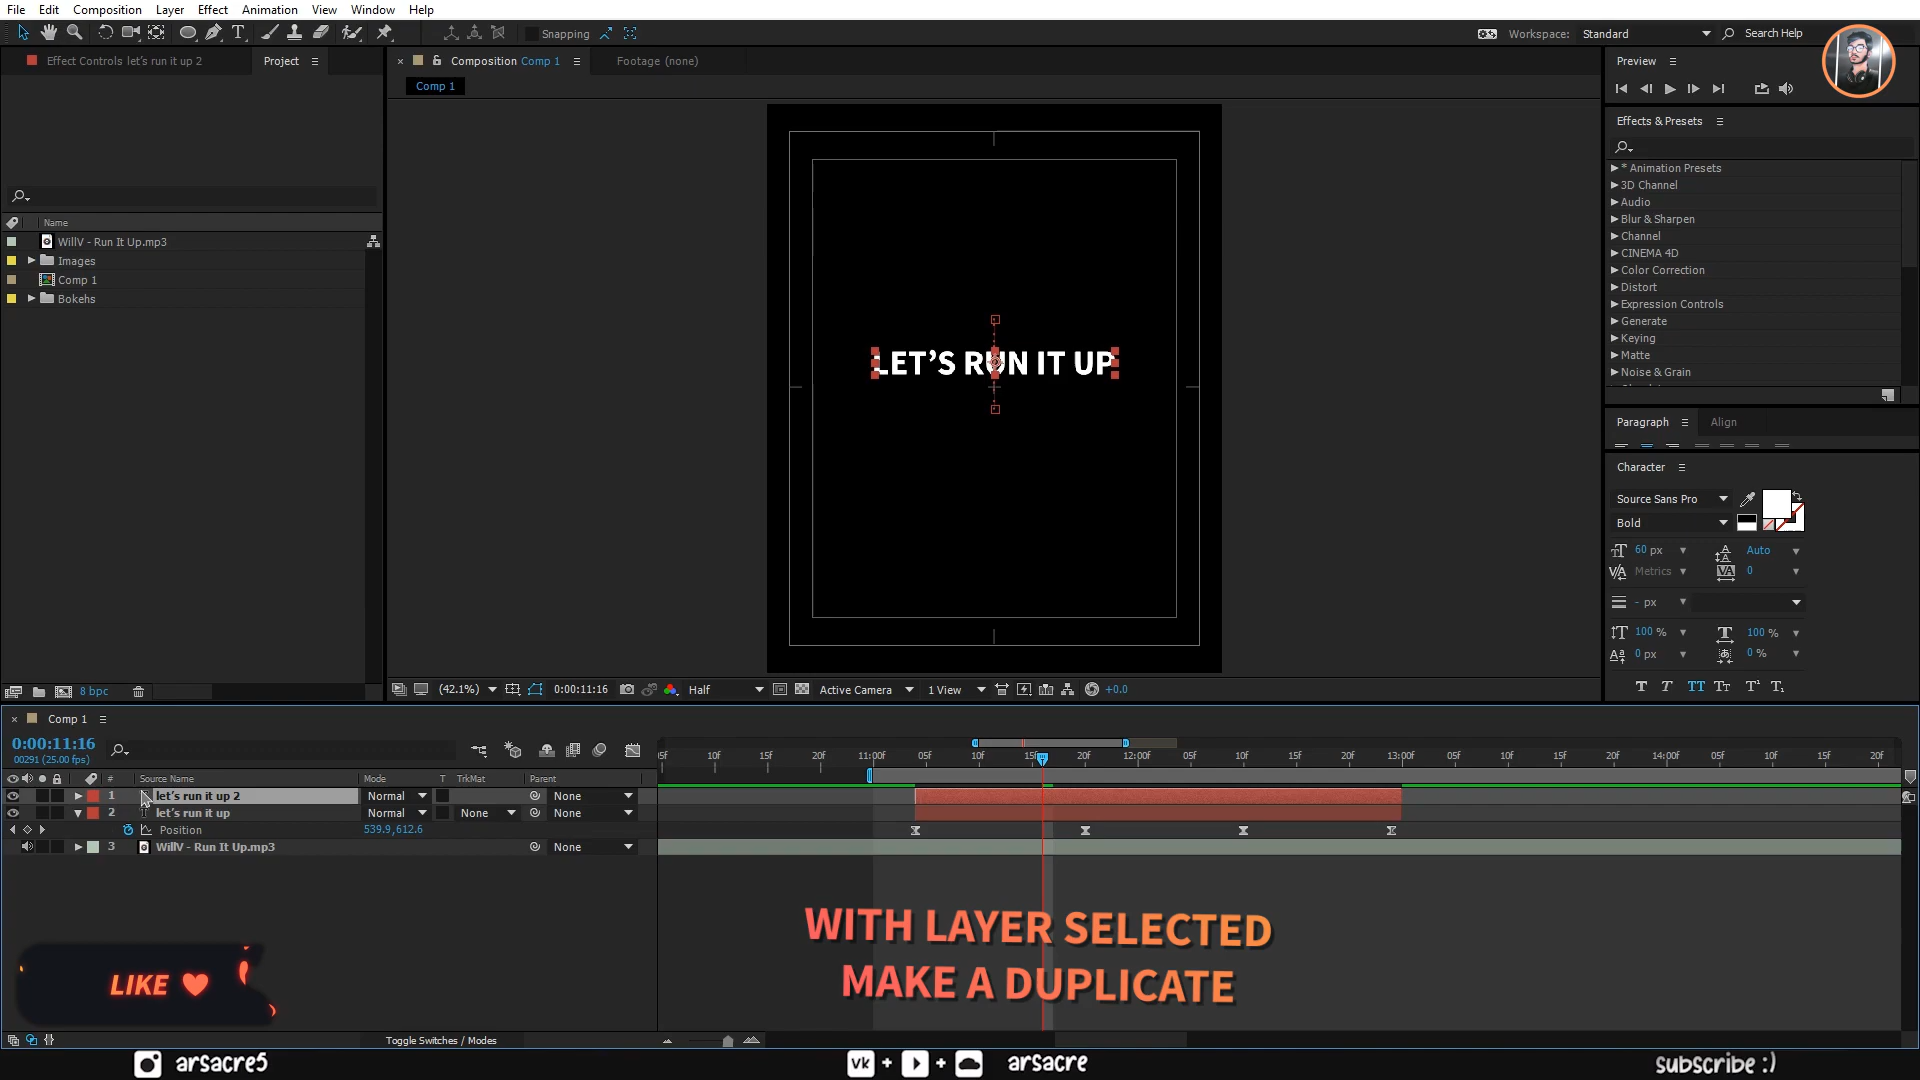 File Edit Composition Layer Effect Animation View Window Help
Snapping
Workspace: Standard
Search Help
Effect Controls let's run it up 2
Project
Composition Comp 1
Footage (none)
Comp 1
Preview
Effects & Presets
* Animation Presets
3D Channel
Audio
Blur & Sharpen
Channel
CINEMA 4D
Color Correction
Distort
Expression Controls
Generate
Keying
Matte
Noise & Grain
Name
WillV - Run It Up.mp3
Images
Comp 1
Bokehs
LET'S RUN IT UP
Paragraph
Align
Character
Source Sans Pro
Bold
60 px
Auto
Metrics
0
- px
100 %
100 %
0 px
0 %
8 bpc
(42.1%)
0:00:11:16
Half
Active Camera
1 View
+0.0
Comp 1
0:00:11:16
00291 (25.00 fps)
# Source Name Mode T TrkMat Parent
05f 10f 15f 20f 11:00f 05f 10f 15f 20f 12:00f 05f 10f 15f 20f 13:00f 05f 10f 15f 20f 14:00f 05f 10f 15f 20f
1 let's run it up 2 Normal None
2 let's run it up Normal None None
Position 539.9,612.6
3 WillV - Run It Up.mp3 None
WITH LAYER SELECTED
MAKE A DUPLICATE
LIKE
Toggle Switches / Modes
arsacre5
vk + + arsacre
subscribe :)